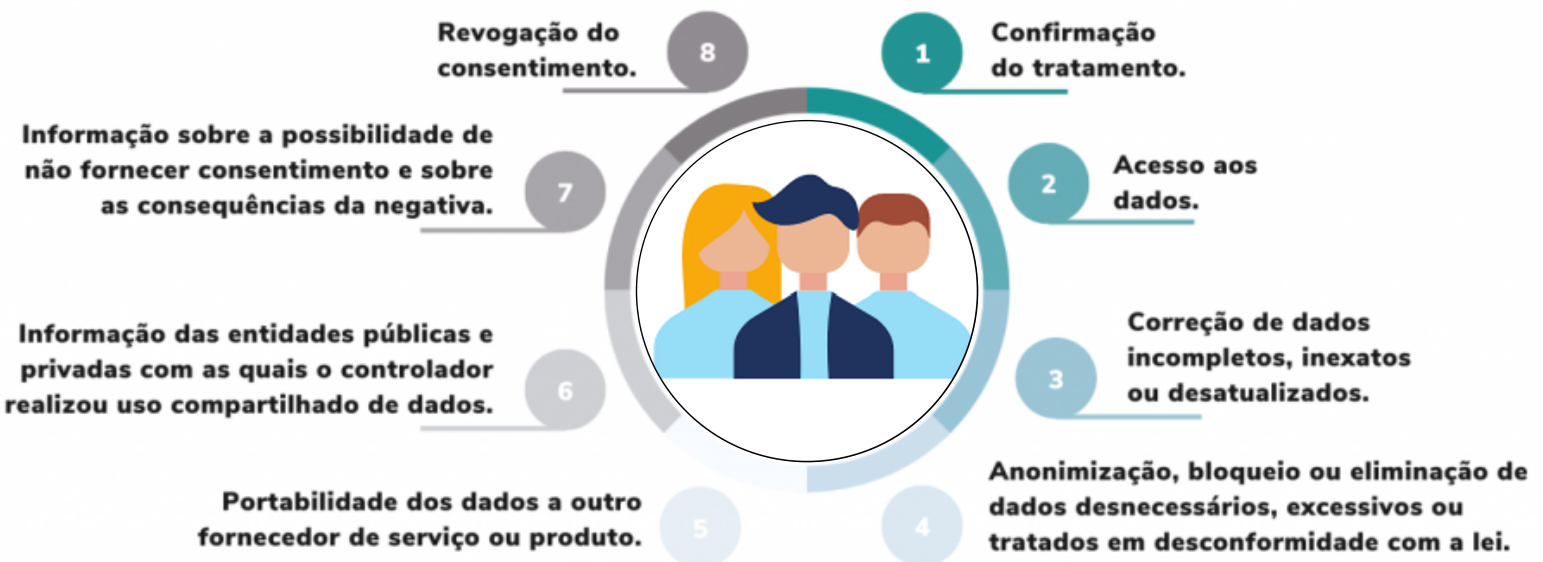 1
Confirmação
do tratamento.
2
Acesso aos
dados.
3
Correção de dados
incompletos, inexatos
ou desatualizados.
4
Anonimização, bloqueio ou eliminação de
dados desnecessários, excessivos ou
tratados em desconformidade com a lei.
5
Portabilidade dos dados a outro
fornecedor de serviço ou produto.
6
Informação das entidades públicas e
privadas com as quais o controlador
realizou uso compartilhado de dados.
7
Informação sobre a possibilidade de
não fornecer consentimento e sobre
as consequências da negativa.
8
Revogação do
consentimento.